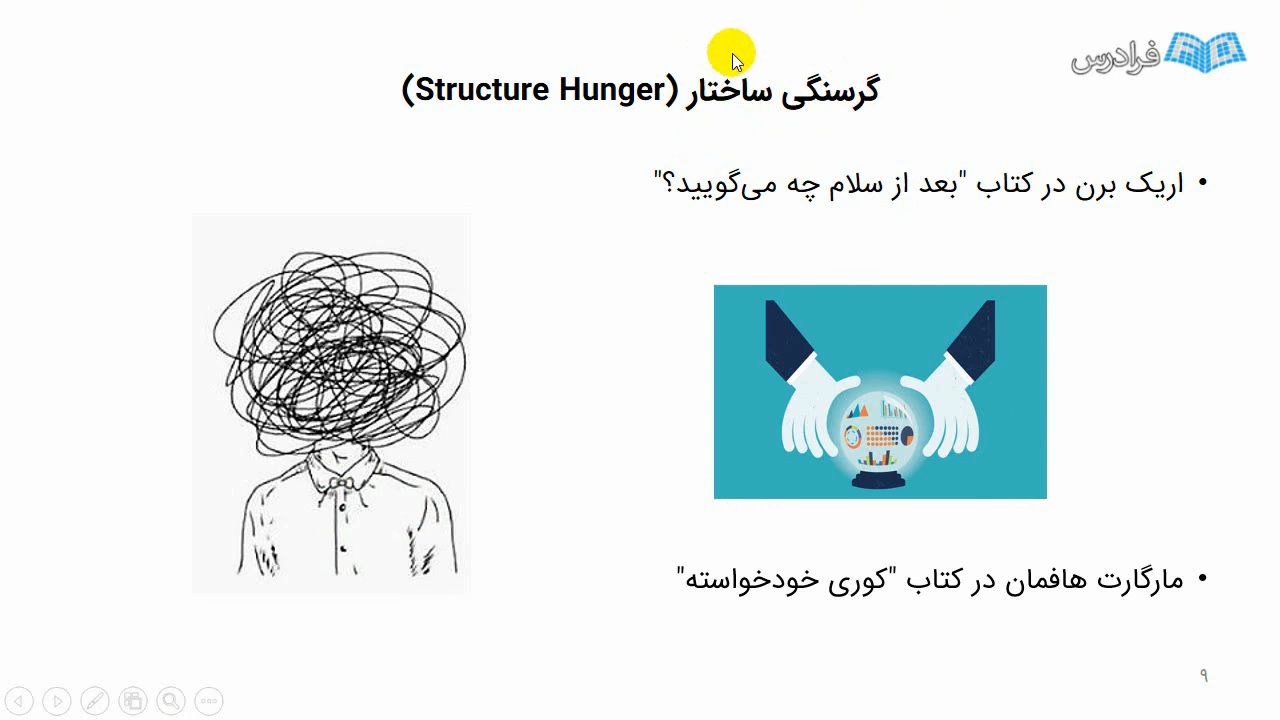 فرادرس
گرسنگی ساختار (Structure Hunger)
• اریک برن در کتاب "بعد از سلام چه می‌گویید؟"
• مارگارت هافمان در کتاب "کوری خودخواسته"
۹